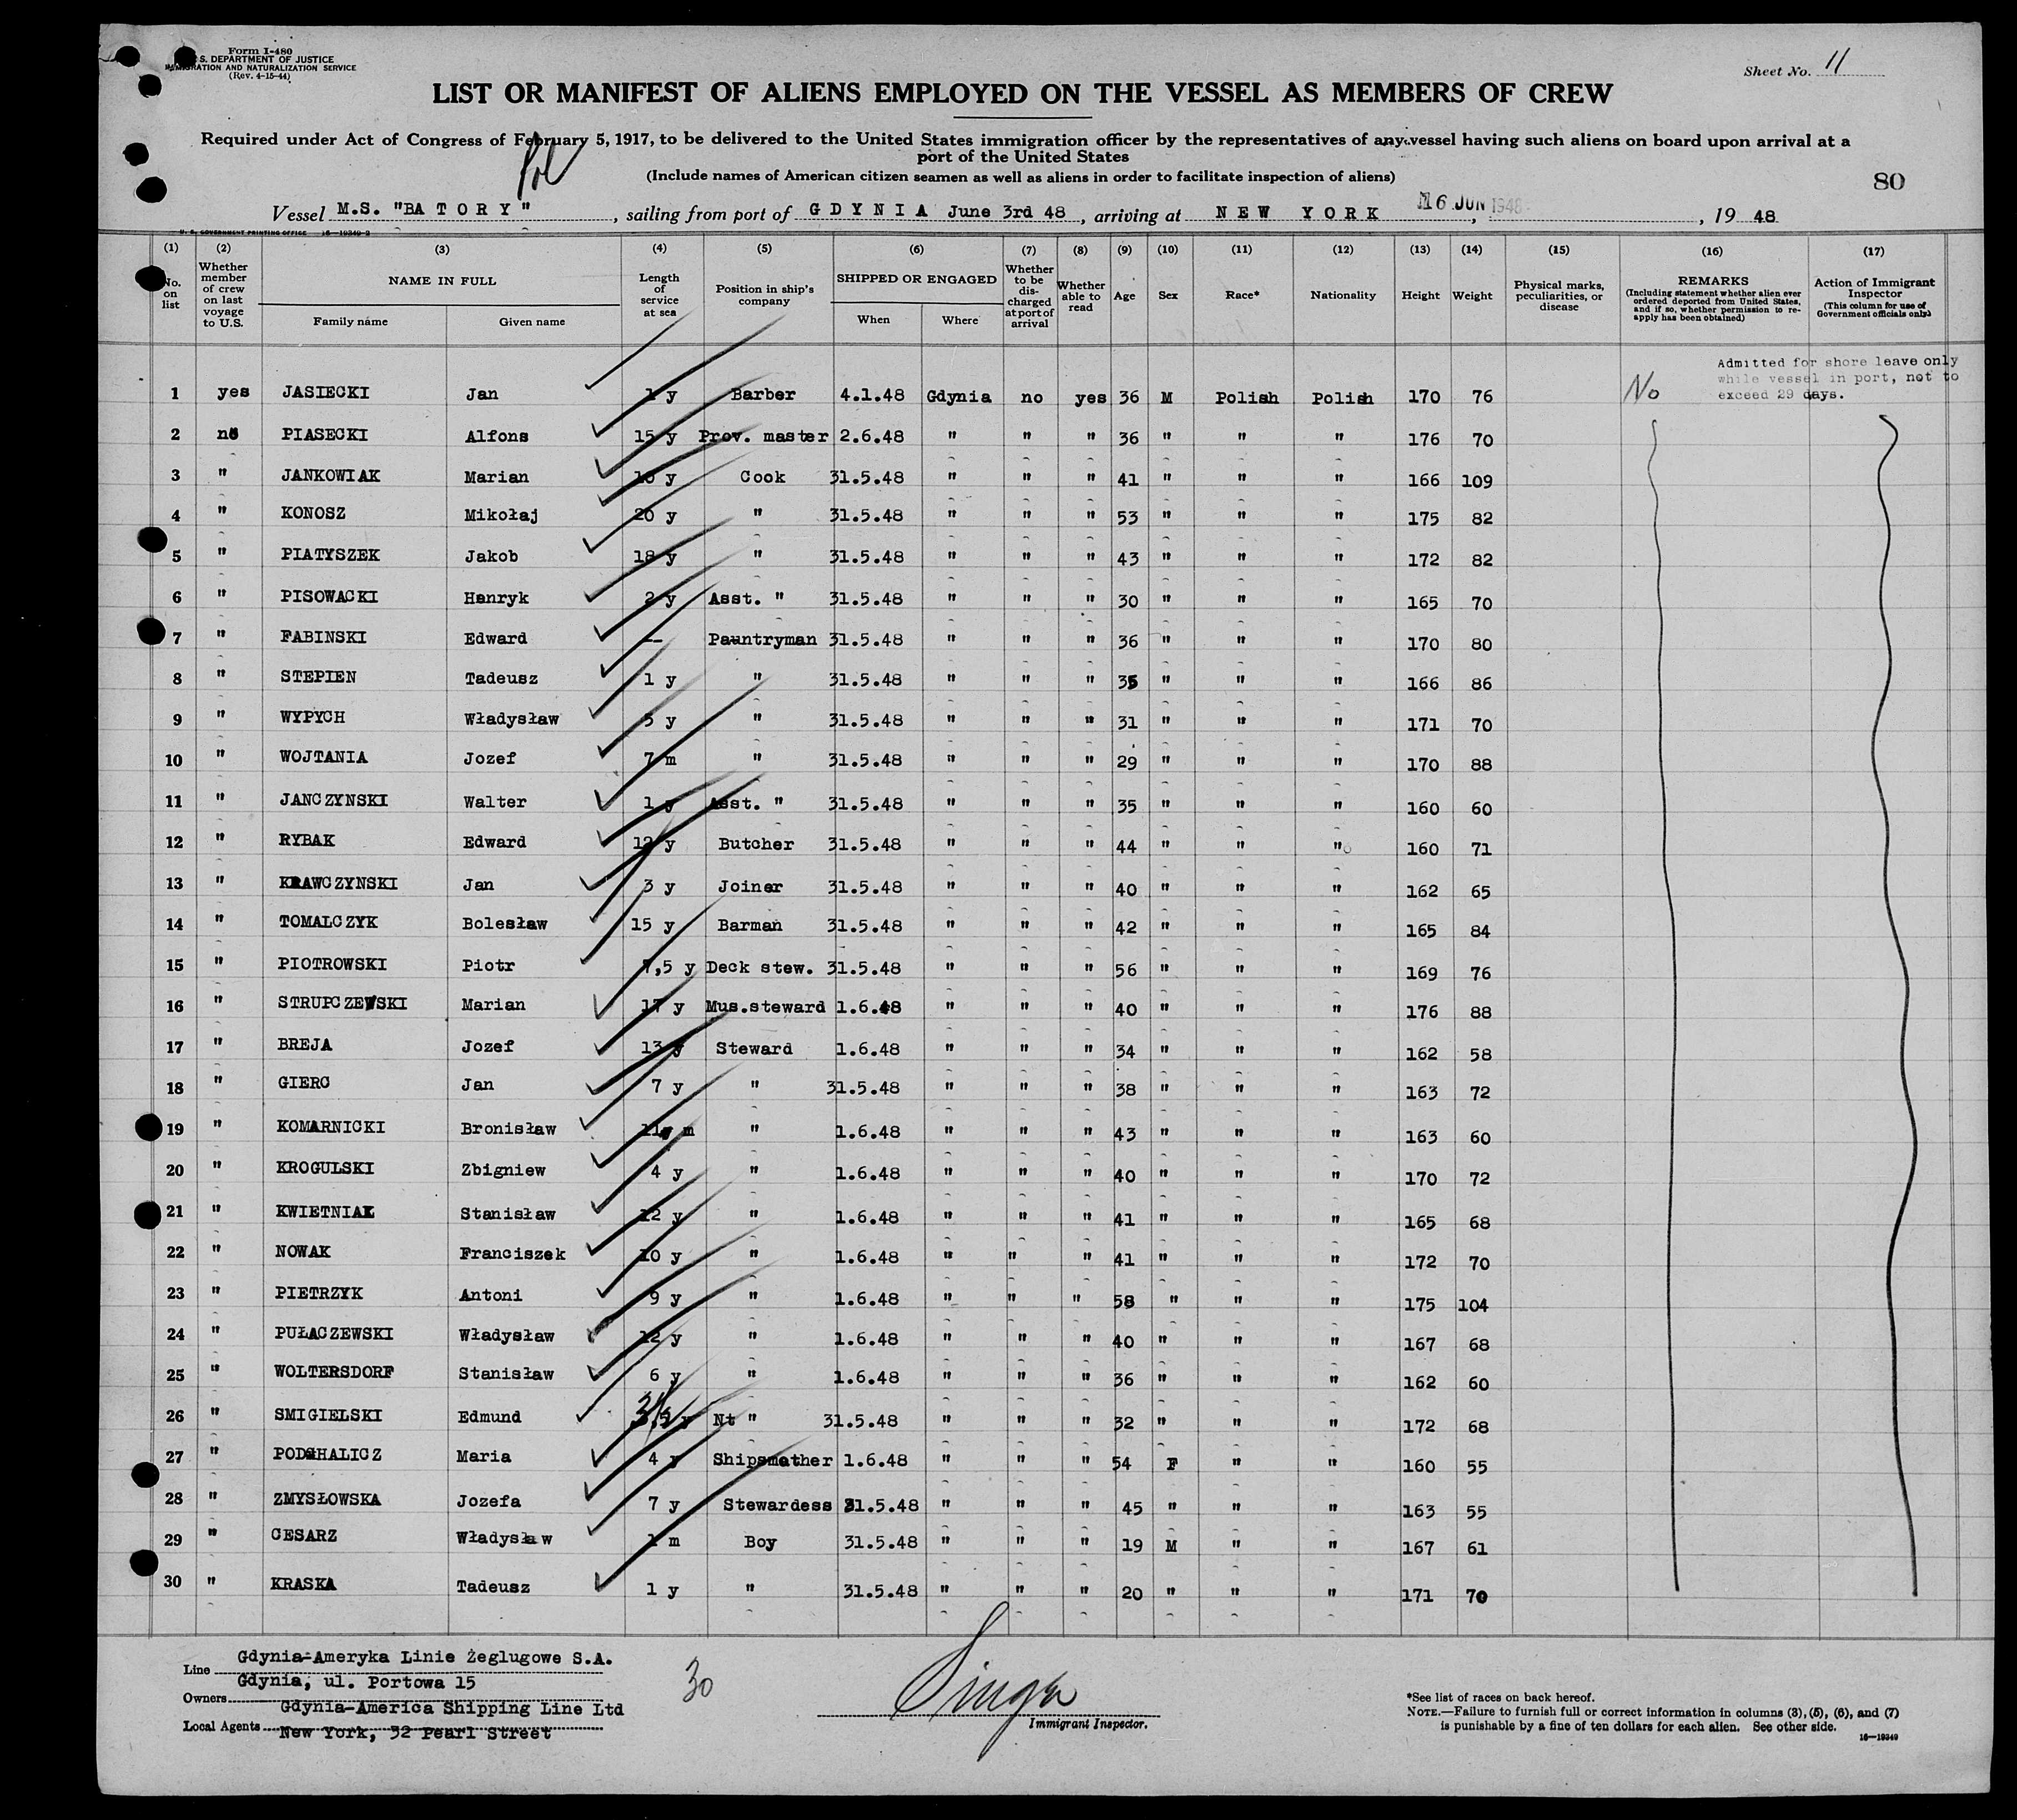 Form I-480
U.S. DEPARTMENT OF JUSTICE
IMMIGRATION AND NATURALIZATION SERVICE
(Rev. 4-15-44)
Sheet No. 11
LIST OR MANIFEST OF ALIENS EMPLOYED ON THE VESSEL AS MEMBERS OF CREW
Required under Act of Congress of February 5, 1917, to be delivered to the United States immigration officer by the representatives of any vessel having such aliens on board upon arrival at a
port of the United States
(Include names of American citizen seamen as well as aliens in order to facilitate inspection of aliens)
80
Vessel M.S. "BATORY", sailing from port of GDYNIA June 3rd 48, arriving at NEW YORK 16 JUN 1948, 19 48
U. S. GOVERNMENT PRINTING OFFICE 16-19349-2
(1) (2) (3) (4) (5) (6) (7) (8) (9) (10) (11) (12) (13) (14) (15) (16) (17)
No. on list | Whether member of crew on last voyage to U.S. | NAME IN FULL | Family name | Given name | Length of service at sea | Position in ship's company | SHIPPED OR ENGAGED | When | Where | Whether to be discharged at port of arrival | Whether able to read | Age | Sex | Race* | Nationality | Height | Weight | Physical marks, peculiarities, or disease | REMARKS (Including statement whether alien ever ordered deported from United States, and if so, whether permission to reapply has been obtained) | Action of Immigrant Inspector (This column for use of Government officials only)
Admitted for shore leave only
while vessel in port, not to
exceed 29 days.
1 yes JASIECKI Jan 1 y Barber 4.1.48 Gdynia no yes 36 M Polish Polish 170 76 No
2 no PIASECKI Alfons 15 y Prov. master 2.6.48 " " " 36 " " " 176 70
3 " JANKOWIAK Marian y Cook 31.5.48 " " " 41 " " " 166 109
4 " KONOSZ Mikołaj 20 y " 31.5.48 " " " 53 " " " 175 82
5 " PIATYSZEK Jakob 18 y " 31.5.48 " " " 43 " " " 172 82
6 " PISOWACKI Henryk 2 y Asst. " 31.5.48 " " " 30 " " " 165 70
7 " FABINSKI Edward -- Pauntryman 31.5.48 " " " 36 " " " 170 80
8 " STEPIEN Tadeusz 1 y " 31.5.48 " " " 35 " " " 166 86
9 " WYPYCH Władysław 5 y " 31.5.48 " " " 31 " " " 171 70
10 " WOJTANIA Jozef 7 m " 31.5.48 " " " 29 " " " 170 88
11 " JANCZYNSKI Walter 1 y Asst. " 31.5.48 " " " 35 " " " 160 60
12 " RYBAK Edward 12 y Butcher 31.5.48 " " " 44 " " " 160 71
13 " KRAWCZYNSKI Jan 3 y Joiner 31.5.48 " " " 40 " " " 162 65
14 " TOMALCZYK Bolesław 15 y Barman 31.5.48 " " " 42 " " " 165 84
15 " PIOTROWSKI Piotr 7,5 y Deck stew. 31.5.48 " " " 56 " " " 169 76
16 " STRUPCZEWSKI Marian 17 y Mus.steward 1.6.48 " " " 40 " " " 176 88
17 " BREJA Jozef 13 y Steward 1.6.48 " " " 34 " " " 162 58
18 " GIERC Jan 7 y " 31.5.48 " " " 38 " " " 163 72
19 " KOMARNICKI Bronisław 11 m " 1.6.48 " " " 43 " " " 163 60
20 " KROGULSKI Zbigniew 4 y " 1.6.48 " " " 40 " " " 170 72
21 " KWIETNIAK Stanisław 12 y " 1.6.48 " " " 41 " " " 165 68
22 " NOWAK Franciszek 10 y " 1.6.48 " " " 41 " " " 172 70
23 " PIETRZYK Antoni 9 y " 1.6.48 " " " 58 " " " 175 104
24 " PUŁACZEWSKI Władysław 12 y " 1.6.48 " " " 40 " " " 167 68
25 " WOLTERSDORF Stanisław 6 y " 1.6.48 " " " 36 " " " 162 60
26 " SMIGIELSKI Edmund 3,5 y Nt " 31.5.48 " " " 32 " " " 172 68
27 " PODHALICZ Maria 4 y Shipsmather 1.6.48 " " " 54 F " " 160 55
28 " ZMYSŁOWSKA Jozefa 7 y Stewardess 31.5.48 " " " 45 " " " 163 55
29 " CESARZ Władysław 1 m Boy 31.5.48 " " " 19 M " " 167 61
30 " KRASKA Tadeusz 1 y " 31.5.48 " " " 20 " " " 171 70
Line Gdynia-Ameryka Linie Żeglugowe S.A.
Gdynia, ul. Portowa 15
Owners
Gdynia-America Shipping Line Ltd
Local Agents New York, 32 Pearl Street
30
Immigrant Inspector.
*See list of races on back hereof.
NOTE.—Failure to furnish full or correct information in columns (3), (5), (6), and (7)
is punishable by a fine of ten dollars for each alien. See other side.
16—19349